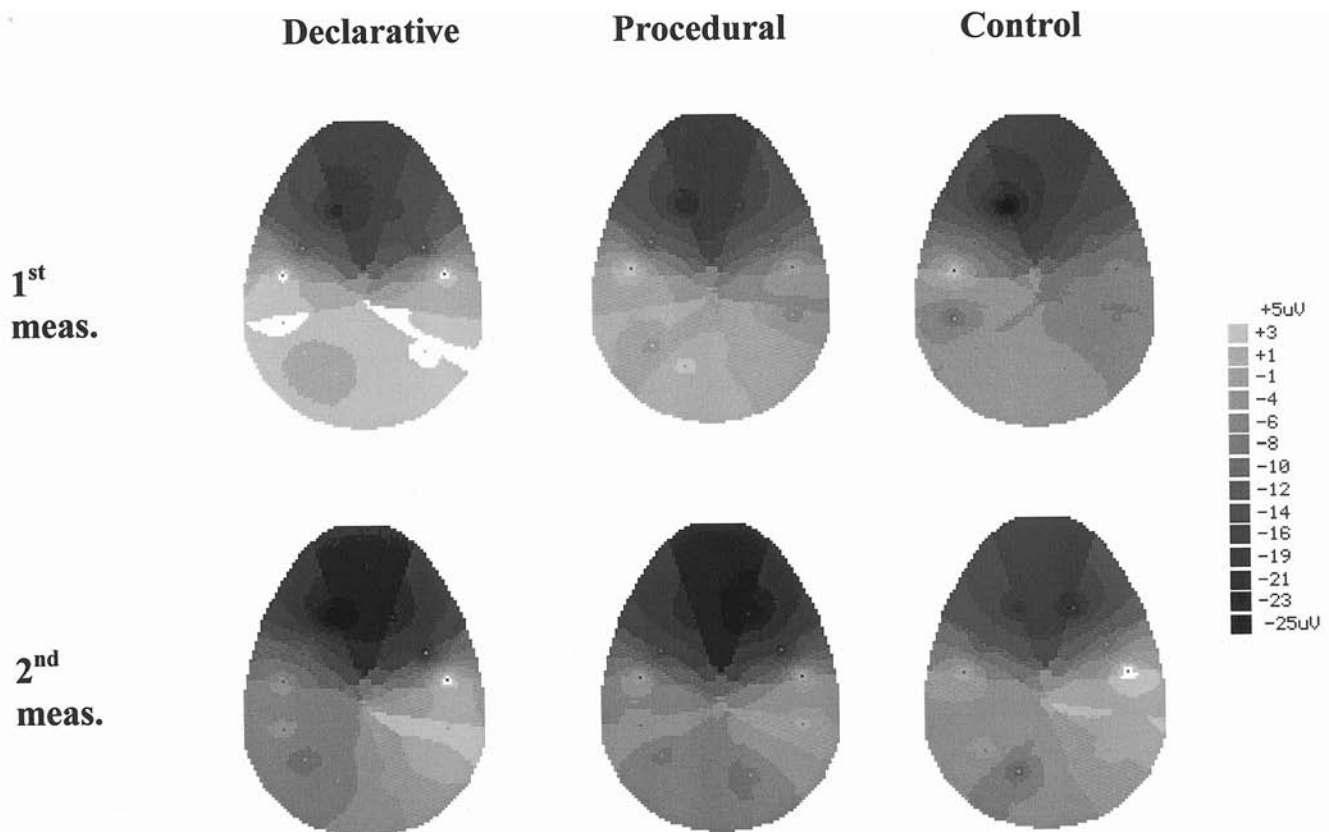 Declarative Procedural Control
1st
meas.
+5uV
+3
+1
-1
-4
-6
-8
-10
-12
-14
-16
-19
-21
-23
-25uV
2nd
meas.